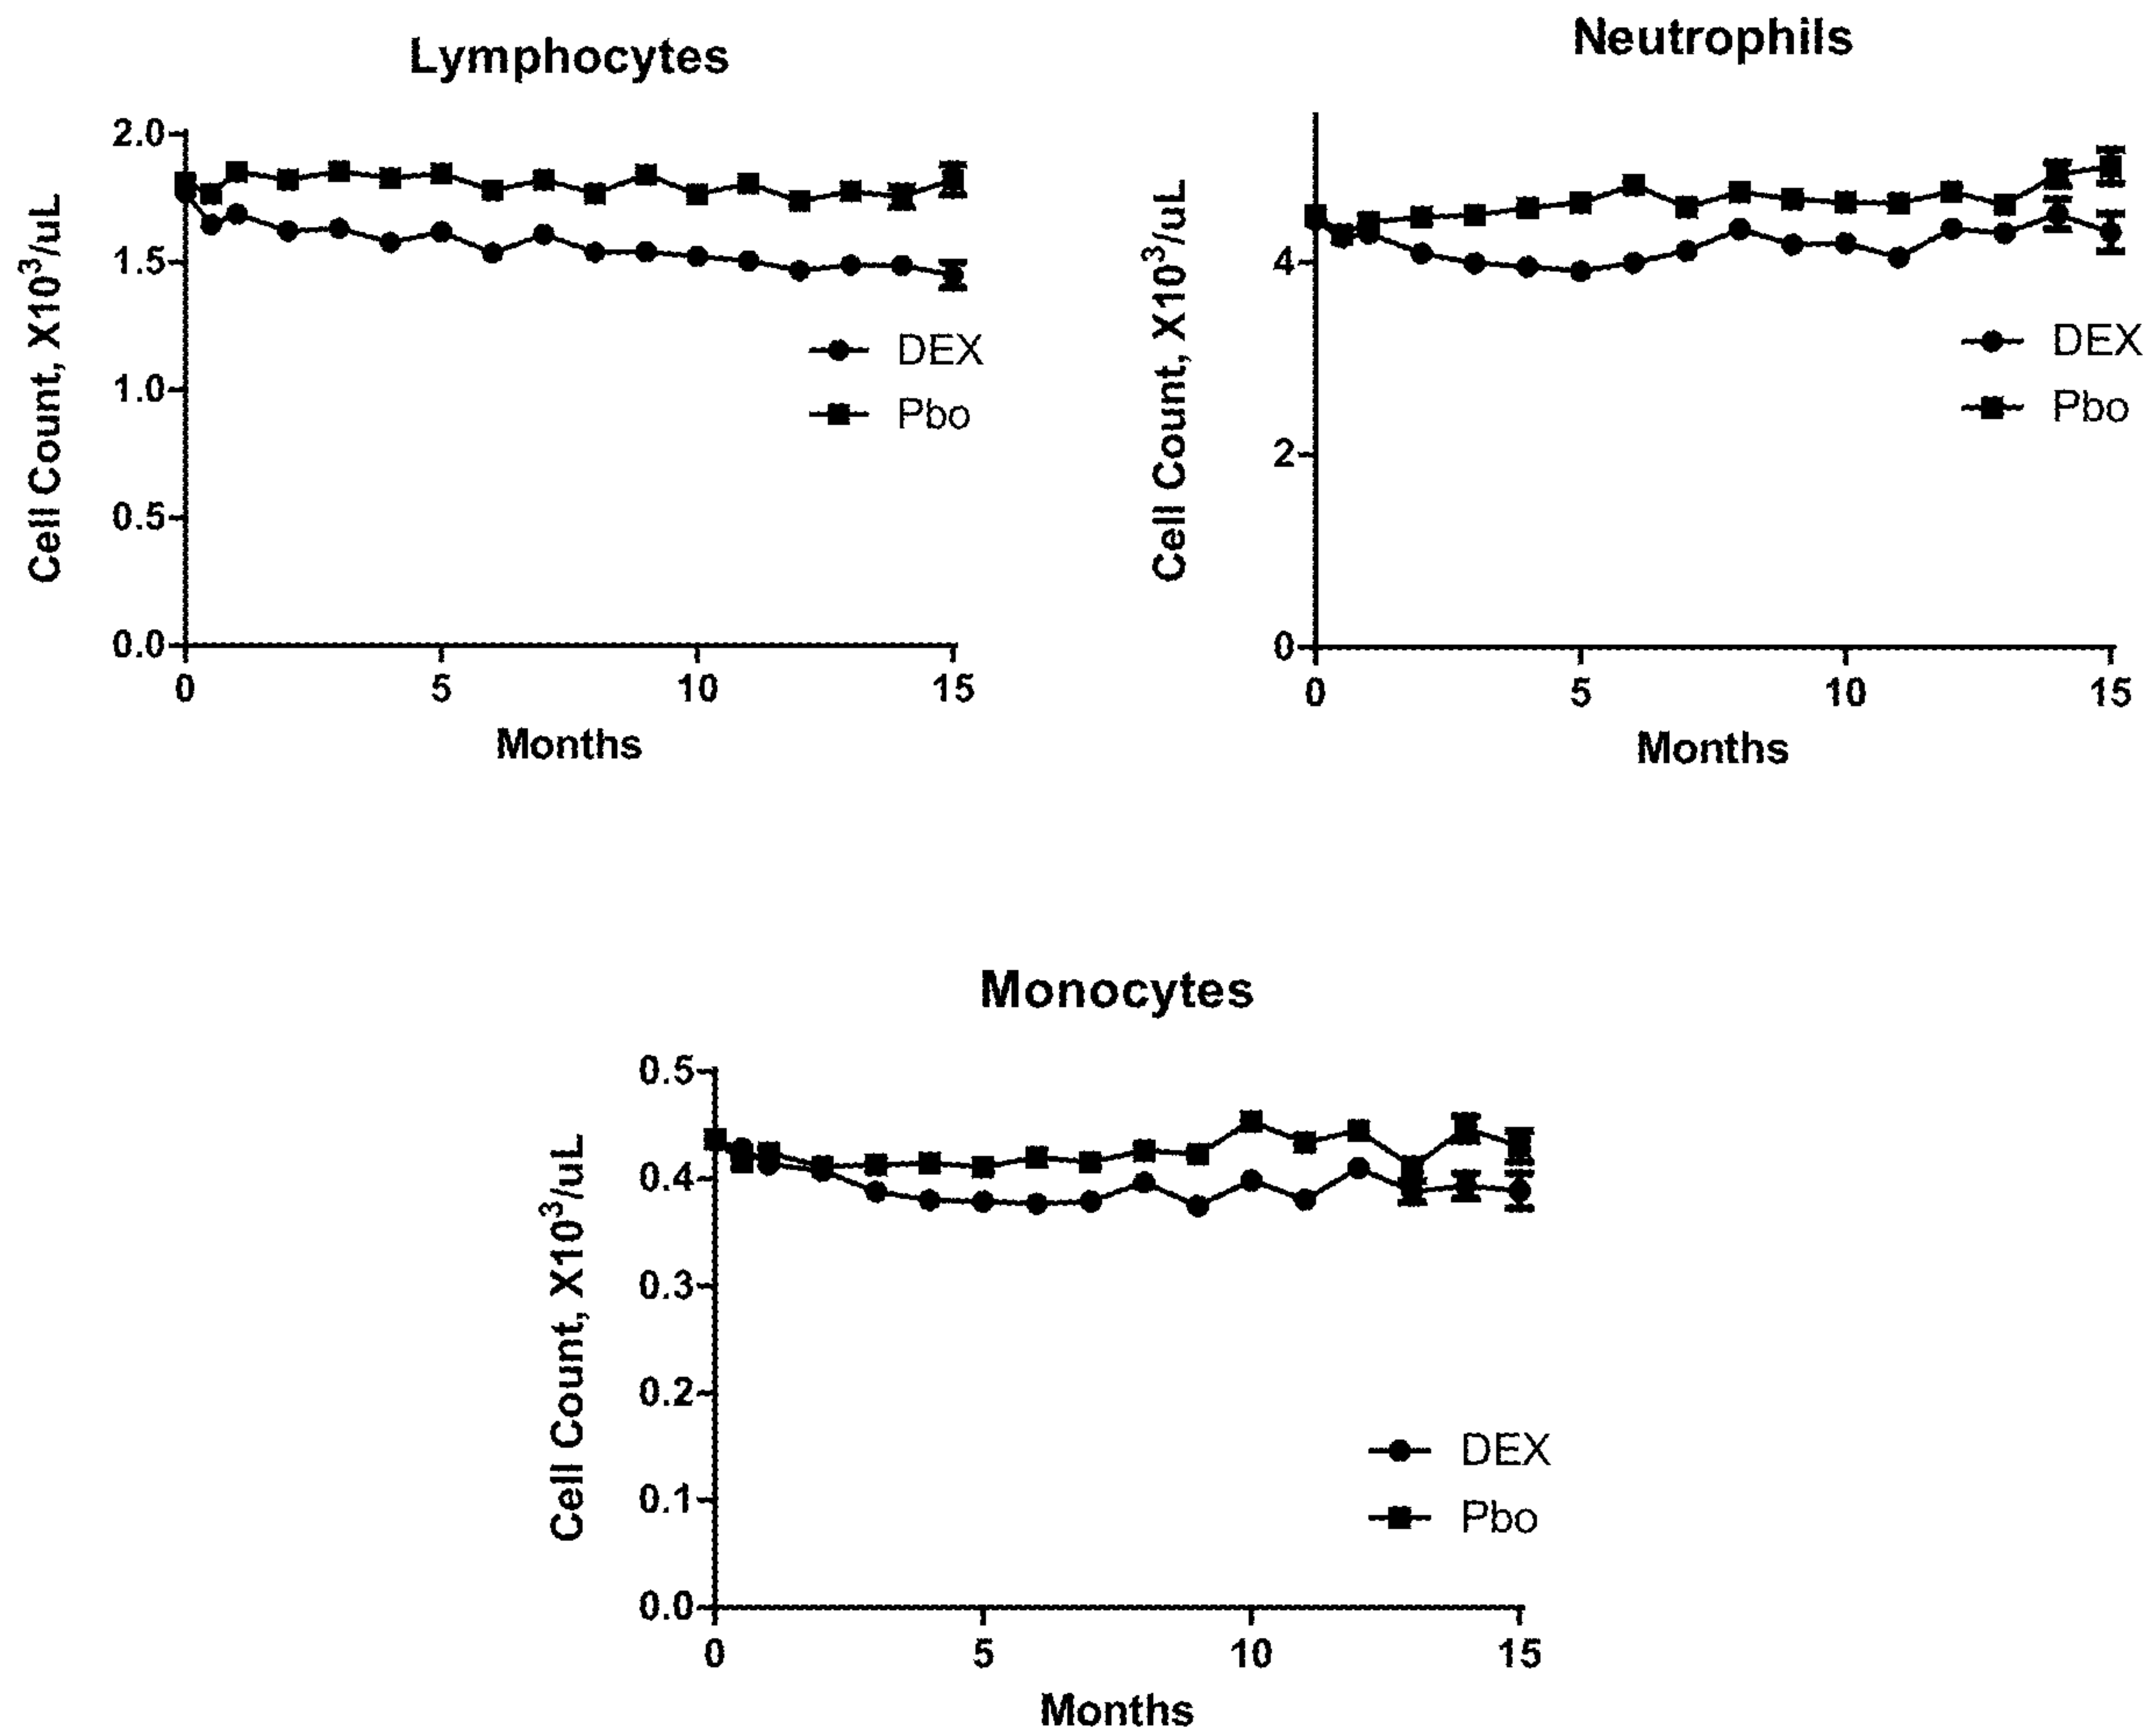 Lymphocytes
Cell Count, X10³/uL
2.0
1.5
1.0
0.5
0.0
DEX
Pbo
0 5 10 15
Months
Neutrophils
Cell Count, X10³/uL
4
2
0
DEX
Pbo
0 5 10 15
Months
Monocytes
Cell Count, X10³/uL
0.5
0.4
0.3
0.2
0.1
0.0
DEX
Pbo
0 5 10 15
Months